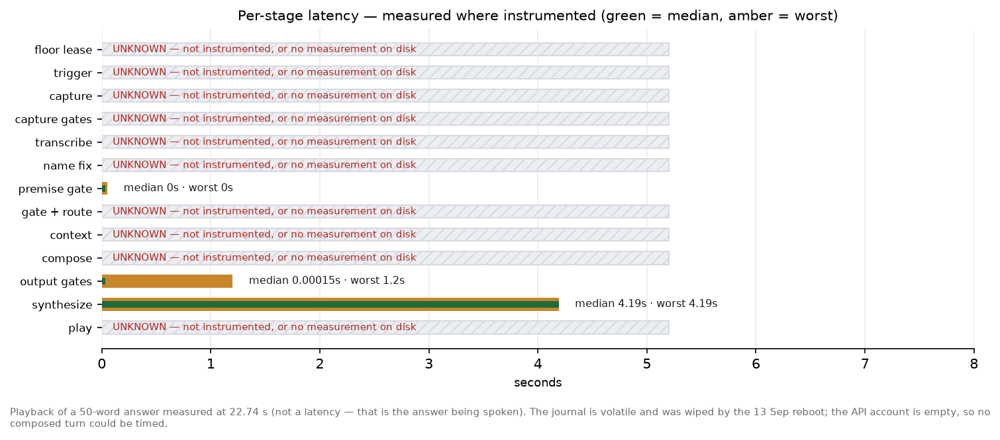 Per-stage latency — measured where instrumented (green = median, amber = worst)
floor lease UNKNOWN — not instrumented, or no measurement on disk
trigger UNKNOWN — not instrumented, or no measurement on disk
capture UNKNOWN — not instrumented, or no measurement on disk
capture gates UNKNOWN — not instrumented, or no measurement on disk
transcribe UNKNOWN — not instrumented, or no measurement on disk
name fix UNKNOWN — not instrumented, or no measurement on disk
premise gate median 0s · worst 0s
gate + route UNKNOWN — not instrumented, or no measurement on disk
context UNKNOWN — not instrumented, or no measurement on disk
compose UNKNOWN — not instrumented, or no measurement on disk
output gates median 0.00015s · worst 1.2s
synthesize median 4.19s · worst 4.19s
play UNKNOWN — not instrumented, or no measurement on disk
0 1 2 3 4 5 6 7 8
seconds
Playback of a 50-word answer measured at 22.74 s (not a latency — that is the answer being spoken). The journal is volatile and was wiped by the 13 Sep reboot; the API account is empty, so no
composed turn could be timed.